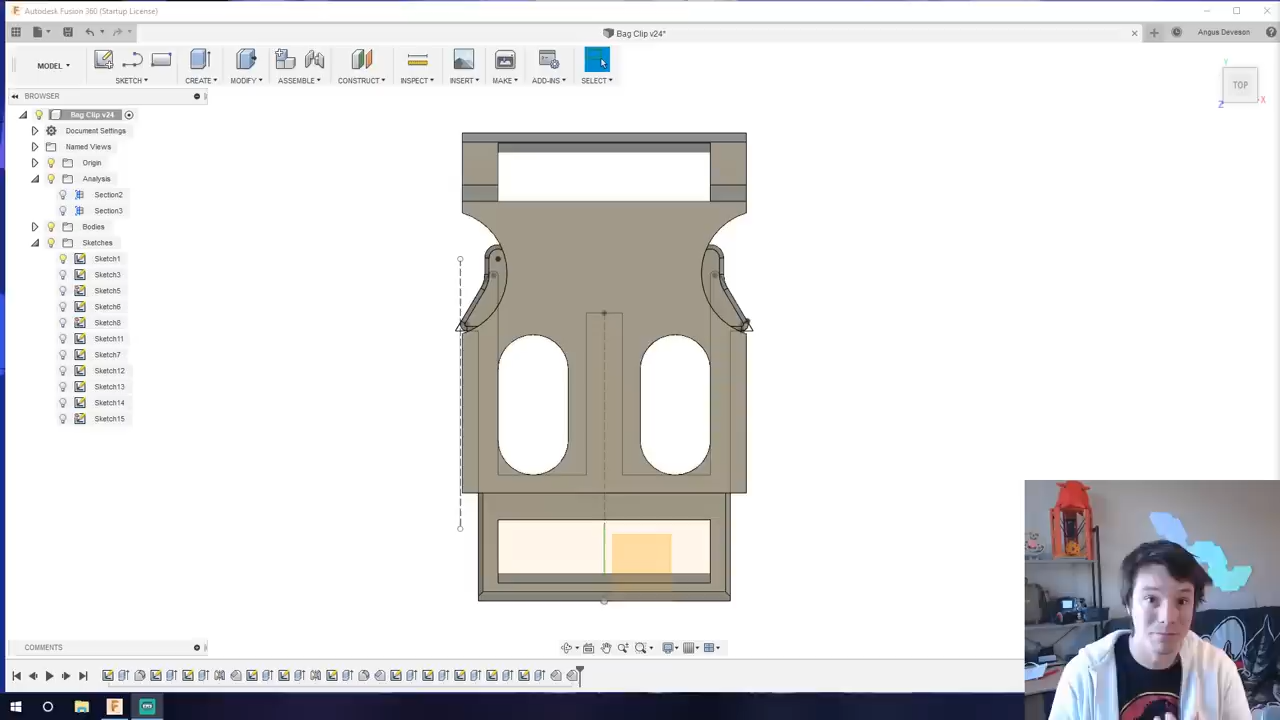 Autodesk Fusion 360 (Startup License)
Bag Clip v24*
Angus Deveson
MODEL
SKETCH
CREATE
MODIFY
ASSEMBLE
CONSTRUCT
INSPECT
INSERT
MAKE
ADD-INS
SELECT
BROWSER
Bag Clip v24
Document Settings
Named Views
Origin
Analysis
Section2
Section3
Bodies
Sketches
Sketch1
Sketch3
Sketch5
Sketch6
Sketch8
Sketch11
Sketch7
Sketch12
Sketch13
Sketch14
Sketch15
Y
TOP
Z
X
COMMENTS